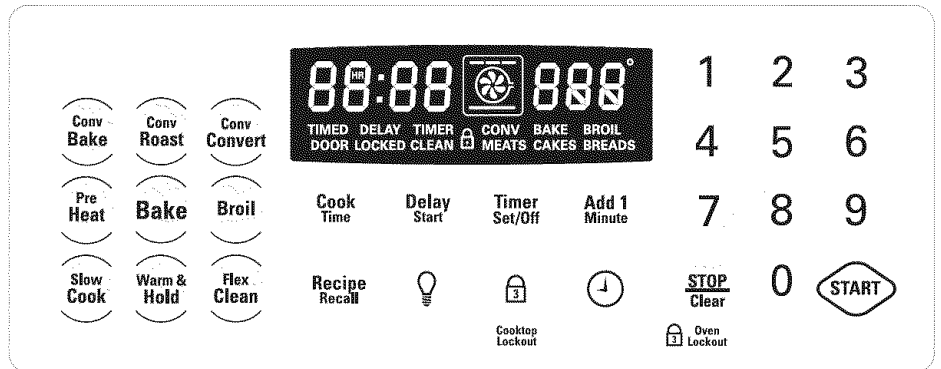 Conv
Bake
Conv
Roast
Conv
Convert
Pre
Heat
Bake
Broil
Slow
Cook
Warm &
Hold
Flex
Clean
88:88 888°
HR
TIMED DELAY TIMER CONV BAKE BROIL
DOOR LOCKED CLEAN MEATS CAKES BREADS
Cook
Time
Delay
Start
Timer
Set/Off
Add 1
Minute
Recipe
Recall
3
Cooktop
Lockout
1 2 3
4 5 6
7 8 9
STOP
Clear
0
START
3
Oven
Lockout